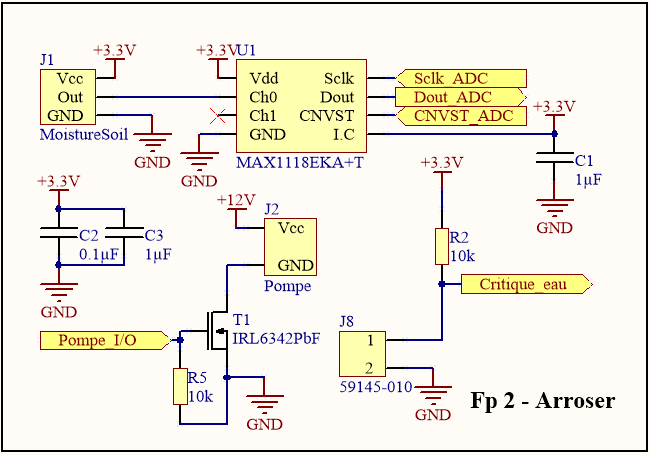 J1
+3.3V
Vcc
Out
GND
MoistureSoil
GND
+3.3V
U1
Vdd
Ch0
Ch1
GND
Sclk
Dout
CNVST
I.C
MAX1118EKA+T
GND
Sclk_ADC
Dout_ADC
CNVST_ADC
+3.3V
C1
1µF
GND
+3.3V
C2
0.1µF
C3
1µF
GND
+12V
J2
Vcc
GND
Pompe
T1
IRL6342PbF
Pompe_I/O
R5
10k
GND
+3.3V
R2
10k
Critique_eau
J8
1
2
59145-010
GND
Fp 2 - Arroser